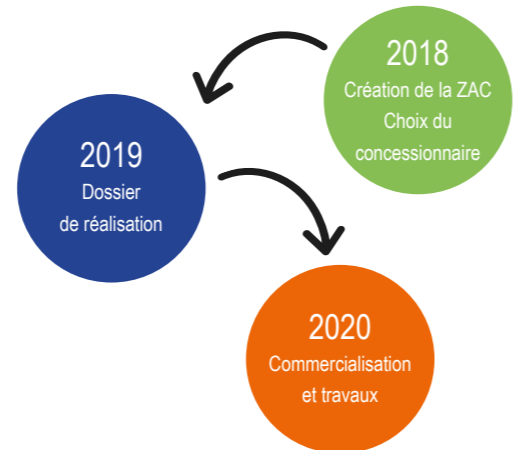 2018
Création de la ZAC
Choix du
concessionnaire
2019
Dossier
de réalisation
2020
Commercialisation
et travaux